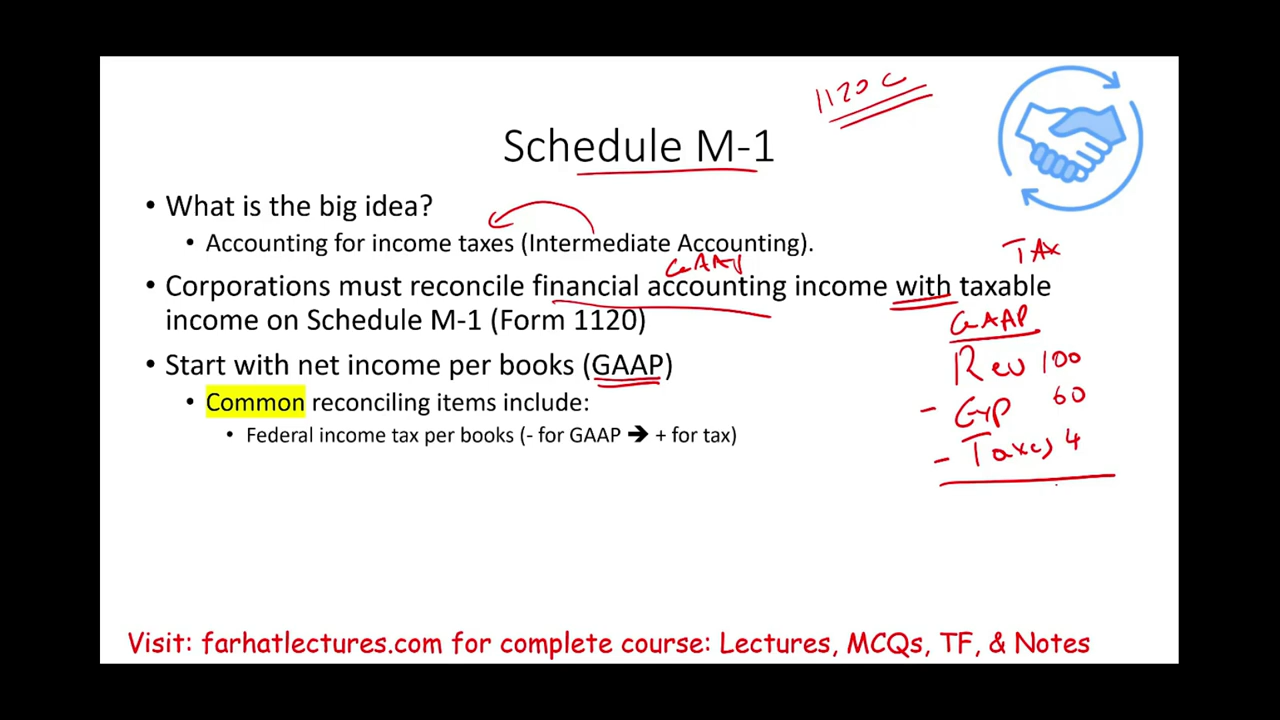 1120 C
Schedule M-1
• What is the big idea?
• Accounting for income taxes (Intermediate Accounting).
TAX
GAAP
• Corporations must reconcile financial accounting income with taxable
income on Schedule M-1 (Form 1120)
GAAP
• Start with net income per books (GAAP)
Rev 100
• Common reconciling items include:
- Exp 60
• Federal income tax per books (- for GAAP → + for tax)
- Taxes 4
Visit: farhatlectures.com for complete course: Lectures, MCQs, TF, & Notes